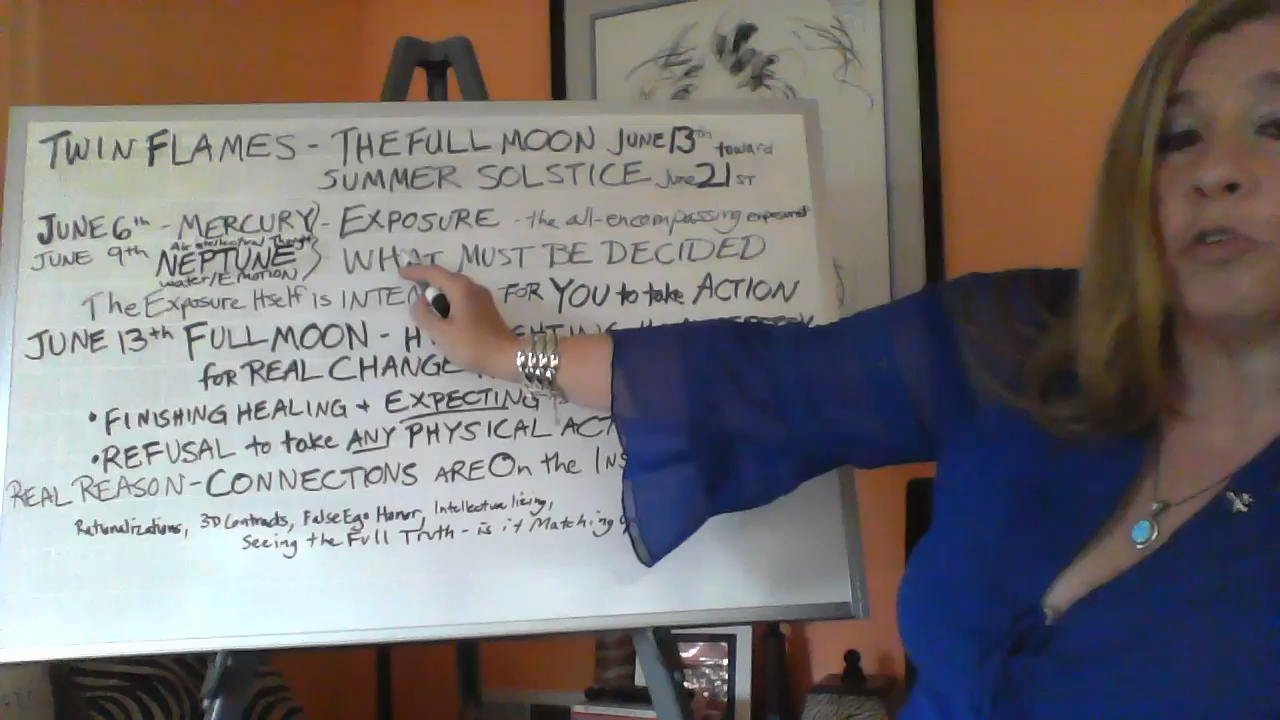 TWIN FLAMES - THE FULL MOON JUNE 13th toward
SUMMER SOLSTICE June 21ST
JUNE 6th - MERCURY) - EXPOSURE - the all-encompassing
JUNE 9th Air NEPTUNE } WHAT MUST BE DECIDED
water/EMOTION
The Exposure Itself is FOR YOU to take ACTION
JUNE 13th FULL MOON -
for REAL CHANGE
• FINISHING HEALING + EXPECTING
• REFUSAL to take ANY PHYSICAL
REAL REASON - CONNECTIONS ARE On the
Rationalizations, 3D Contracts, False Ego Honor,
Seeing the Full Truth - is it Matching